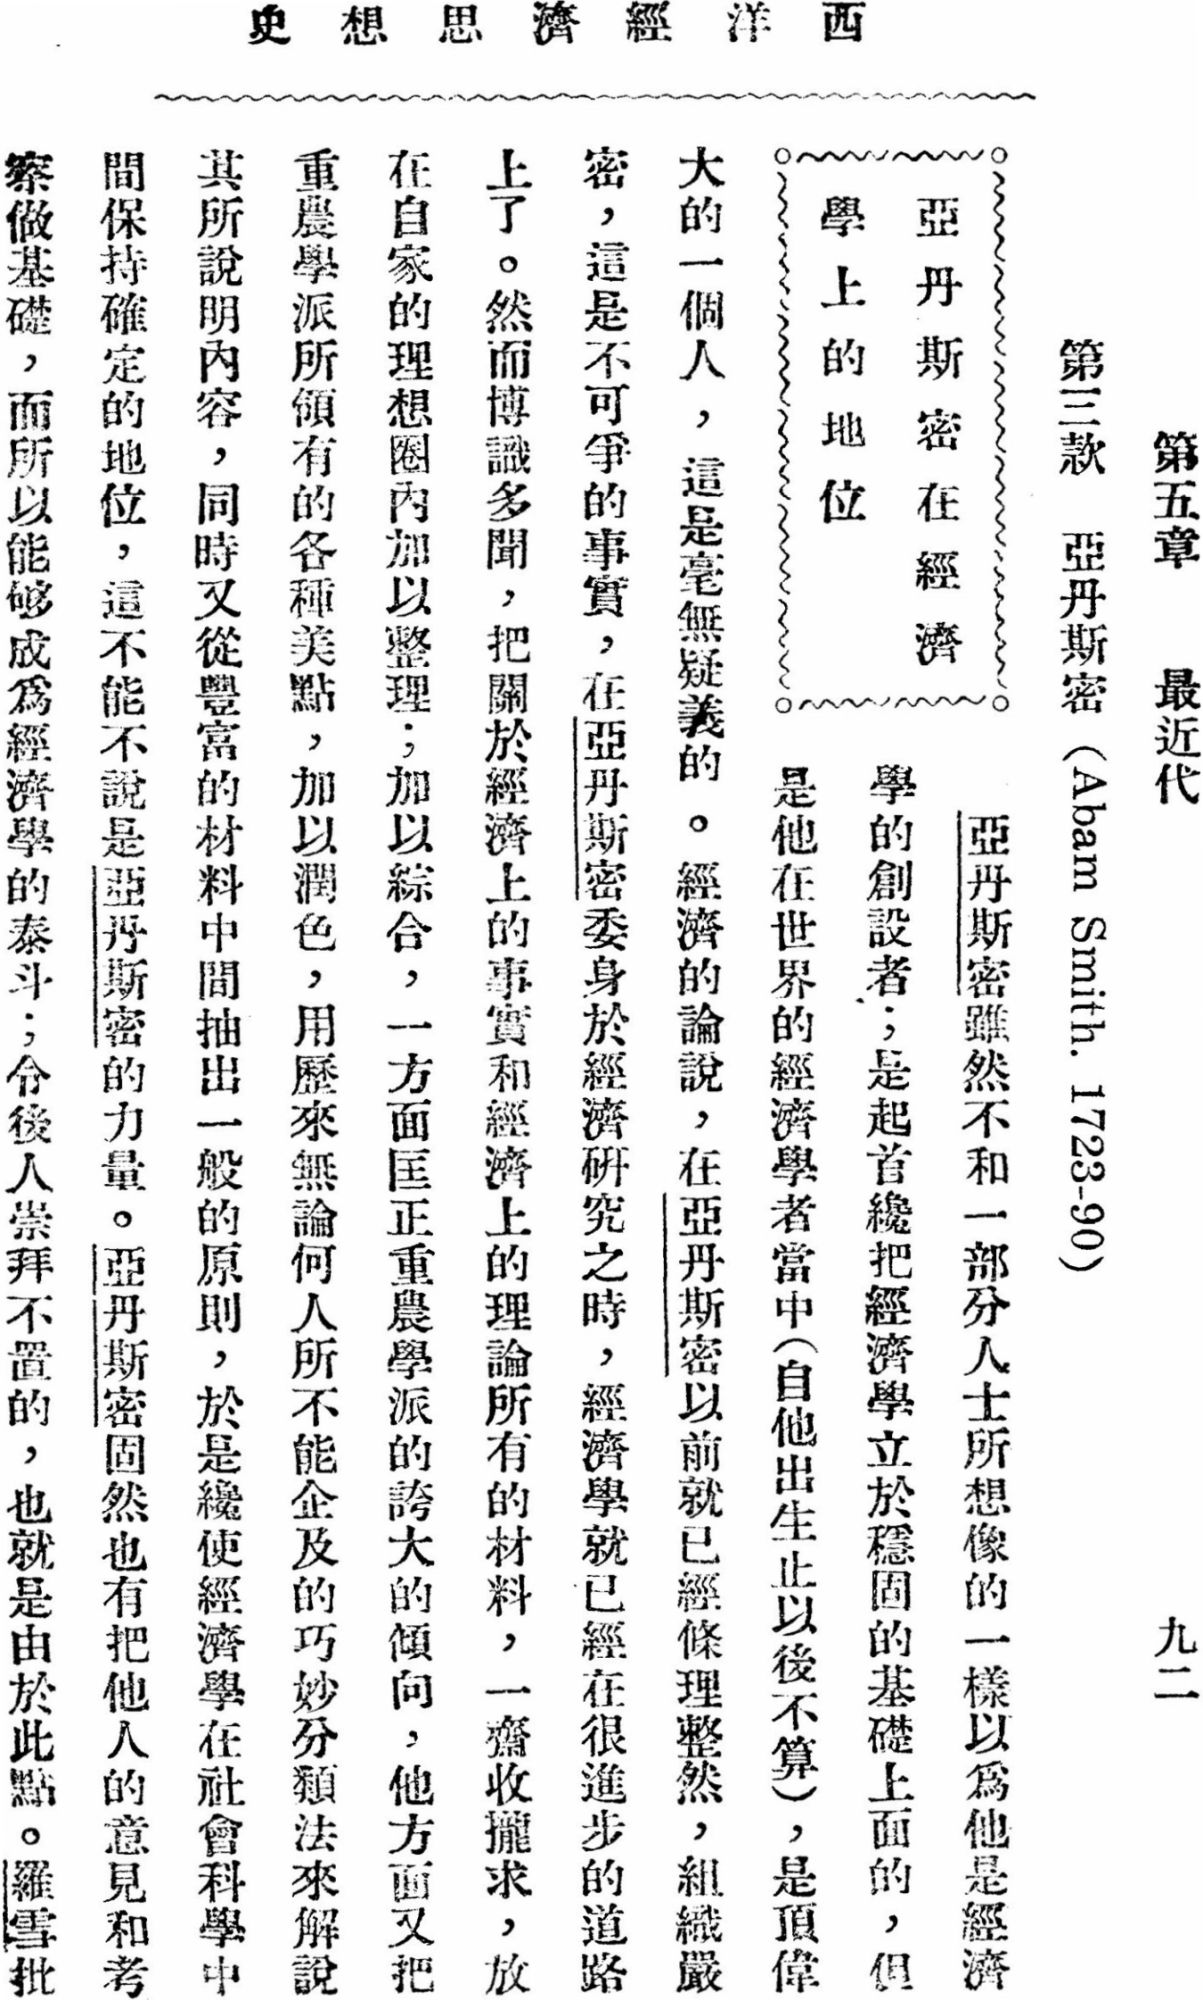 西洋經濟思想史
第五章　最近代　九二
第三款　亞丹斯密（Abam Smith. 1723-90）
亞丹斯密在經濟
學上的地位
亞丹斯密雖然不和一部分人士所想像的一樣以爲他是經濟
學的創設者；是起首纔把經濟學立於穩固的基礎上面的，但
是他在世界的經濟學者當中（自他出生止以後不算），是頂偉
大的一個人，這是毫無疑義的。經濟的論說，在亞丹斯密以前就已經條理整然，組織嚴
密，這是不可爭的事實，在亞丹斯密委身於經濟研究之時，經濟學就已經在很進步的道路
上了。然而博識多聞，把關於經濟上的事實和經濟上的理論所有的材料，一齊收攏求，放
在自家的理想圈內加以整理；加以綜合，一方面匡正重農學派的誇大的傾向，他方面又把
重農學派所領有的各種美點，加以潤色，用歷來無論何人所不能企及的巧妙分類法來解說
其所說明內容，同時又從豐富的材料中間抽出一般的原則，於是纔使經濟學在社會科學中
間保持確定的地位，這不能不說是亞丹斯密的力量。亞丹斯密固然也有把他人的意見和考
察做基礎，而所以能够成爲經濟學的泰斗；令後人崇拜不置的，也就是由於此點。羅雪批